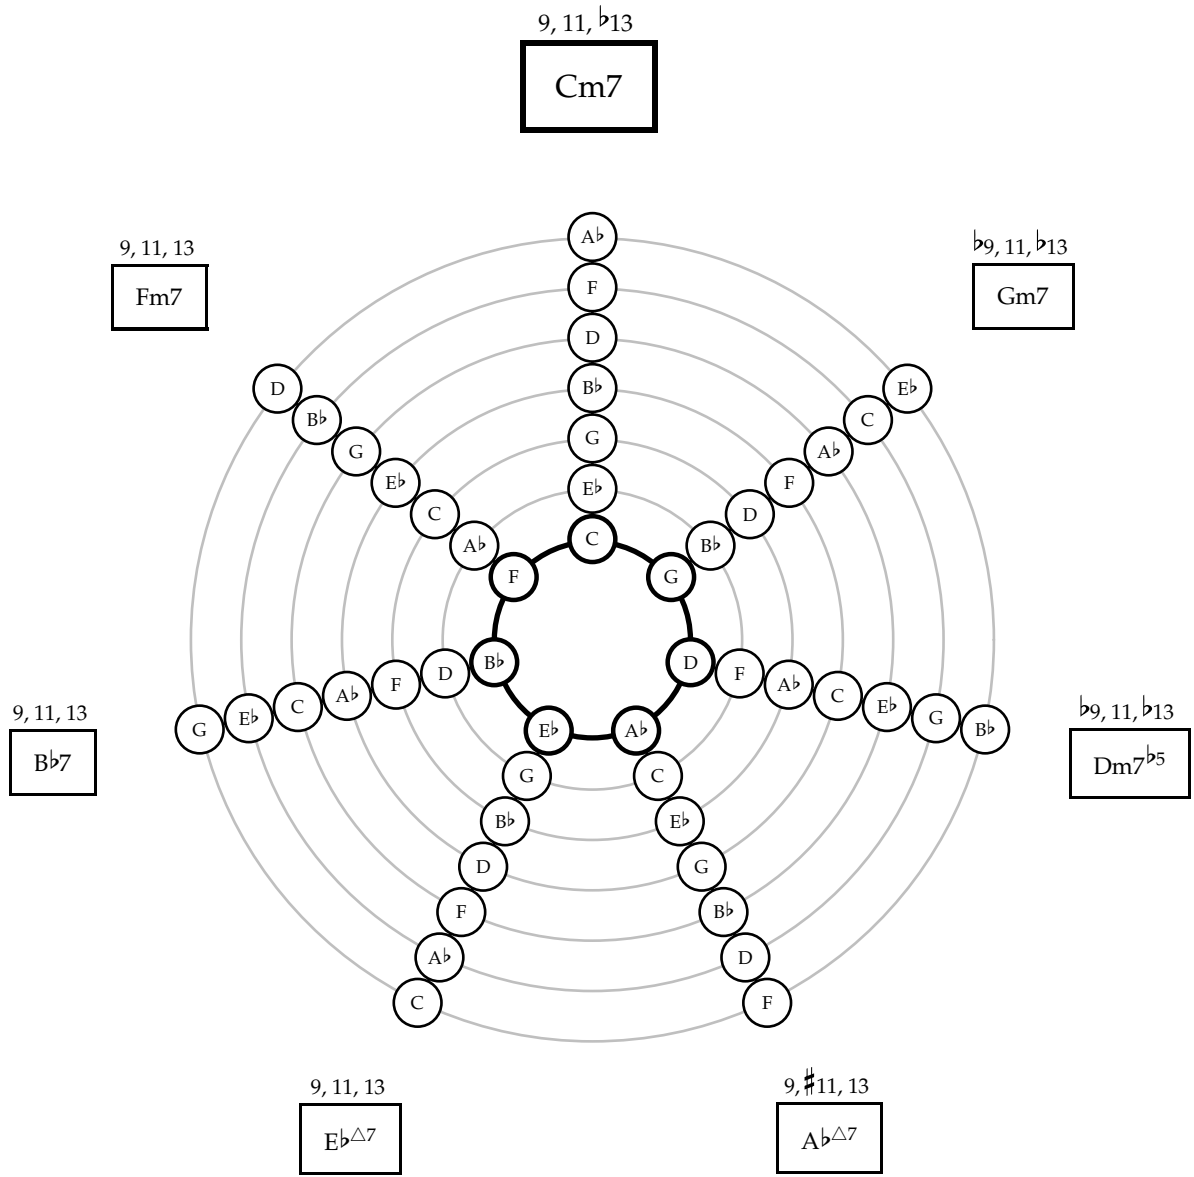 9, 11, ♭13
Cm7
9, 11, 13
Fm7
♭9, 11, ♭13
Gm7
A♭
F
D
B♭
G
E♭
C
D
B♭
G
E♭
C
A♭
F
E♭
C
A♭
F
D
B♭
G
9, 11, 13
B♭7
G
E♭
C
A♭
F
D
B♭
D
F
A♭
C
E♭
G
B♭
♭9, 11, ♭13
Dm7♭5
E♭
G
B♭
D
F
A♭
C
A♭
C
E♭
G
B♭
D
F
9, 11, 13
E♭△7
9, ♯11, 13
A♭△7